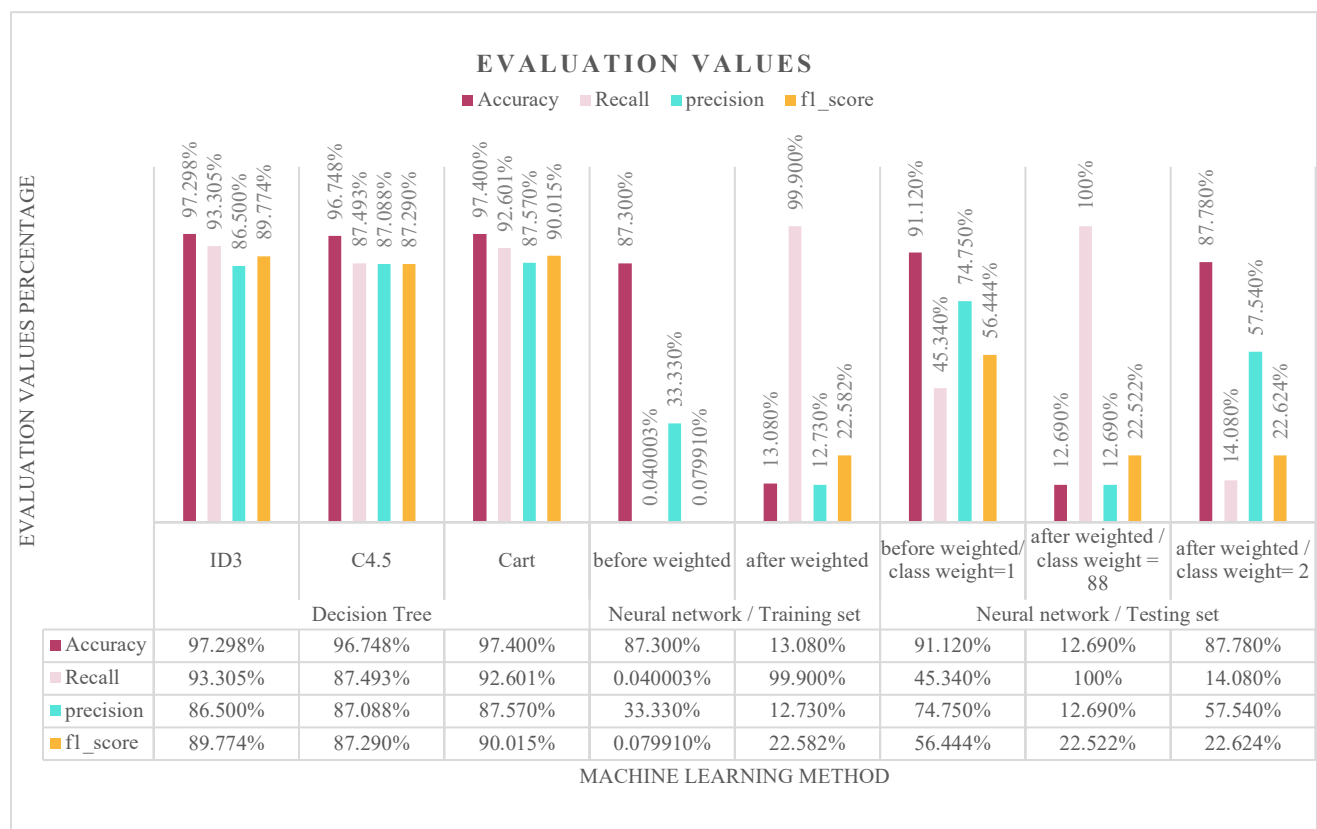 EVALUATION VALUES
Accuracy Recall precision f1_score
EVALUATION VALUES PERCENTAGE
97.298% 93.305% 86.500% 89.774% 96.748% 87.493% 87.088% 87.290% 97.400% 92.601% 87.570% 90.015% 87.300% 0.040003% 33.330% 0.079910% 13.080% 99.900% 12.730% 22.582% 91.120% 45.340% 74.750% 56.444% 12.690% 100% 12.690% 22.522% 87.780% 14.080% 57.540% 22.624%
ID3
C4.5
Cart
before weighted
after weighted
before weighted/
class weight=1
after weighted /
class weight =
88
after weighted /
class weight= 2
Decision Tree
Neural network / Training set
Neural network / Testing set
Accuracy 97.298% 96.748% 97.400% 87.300% 13.080% 91.120% 12.690% 87.780%
Recall 93.305% 87.493% 92.601% 0.040003% 99.900% 45.340% 100% 14.080%
precision 86.500% 87.088% 87.570% 33.330% 12.730% 74.750% 12.690% 57.540%
f1_score 89.774% 87.290% 90.015% 0.079910% 22.582% 56.444% 22.522% 22.624%
MACHINE LEARNING METHOD